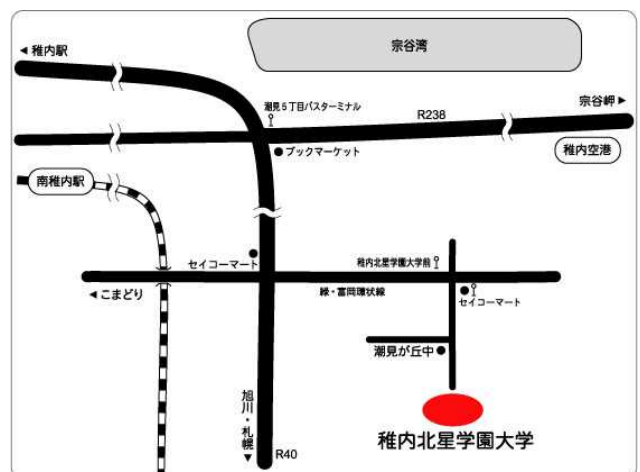 宗谷湾
◀ 稚内駅
宗谷岬 ▶
潮見5丁目バスターミナル
R238
ブックマーケット
稚内空港
南稚内駅
セイコーマート
稚内北星学園大学前
◀ こまどり
緑・富岡環状線
セイコーマート
潮見が丘中
旭川・札幌 ▼
R40
稚内北星学園大学